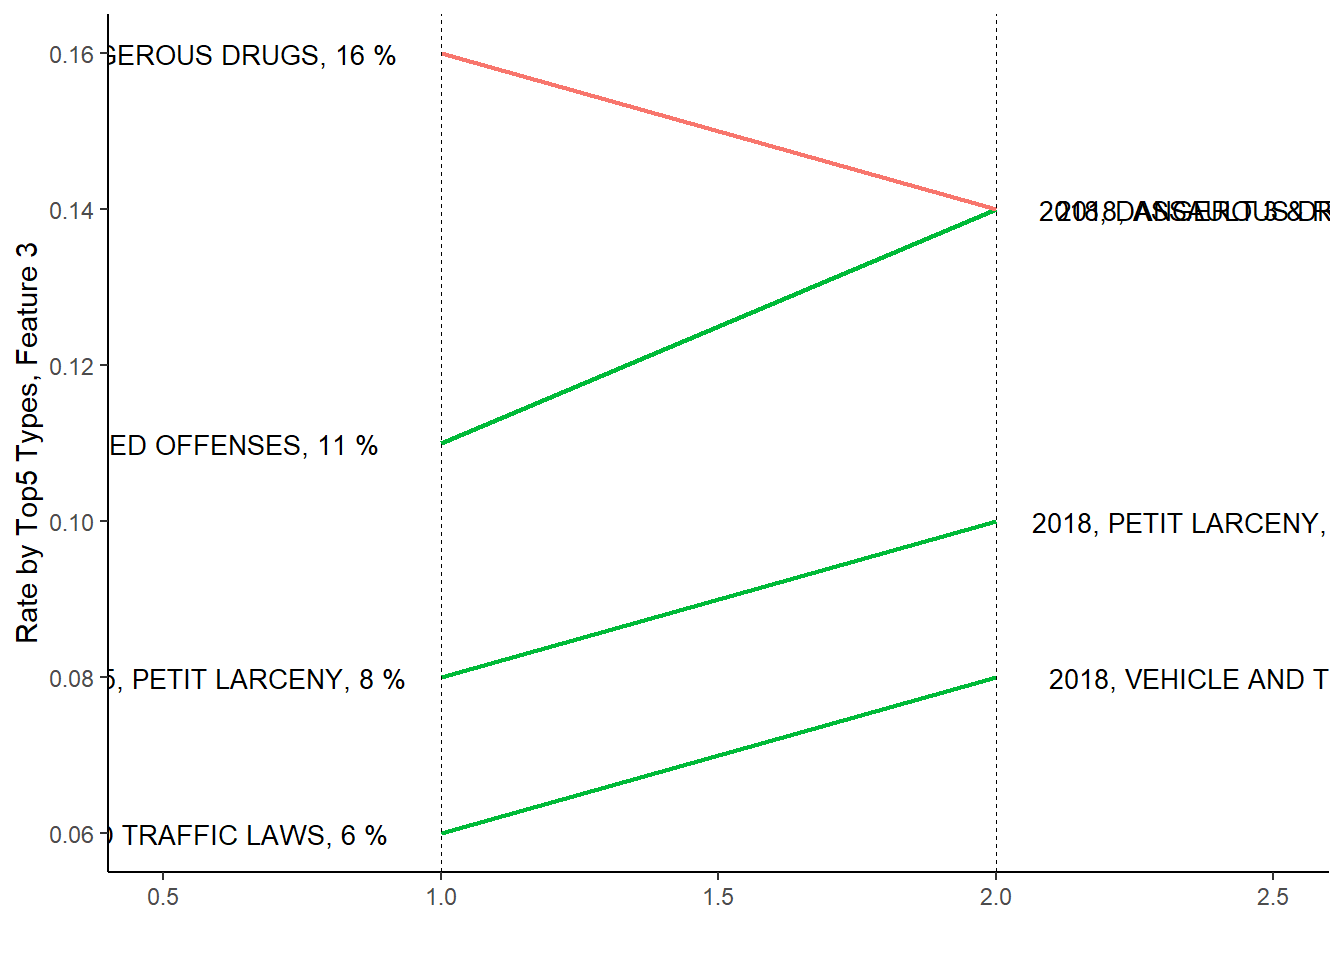 Rate by Top5 Types, Feature 3
0.16
GEROUS DRUGS, 16 %
0.14
0.12
ED OFFENSES, 11 %
0.10
2018, PETIT LARCENY,
0.08
5, PETIT LARCENY, 8 %
2018, VEHICLE AND T
0.06
TRAFFIC LAWS, 6 %
0.5
1.0
1.5
2.0
2.5